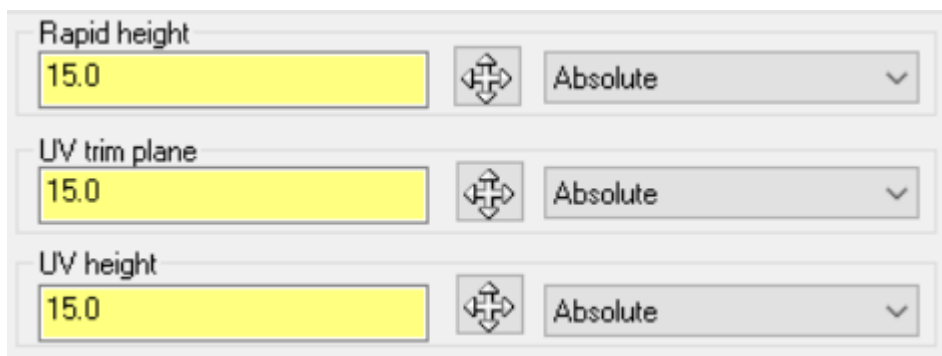 Rapid height
15.0 Absolute
UV trim plane
15.0 Absolute
UV height
15.0 Absolute